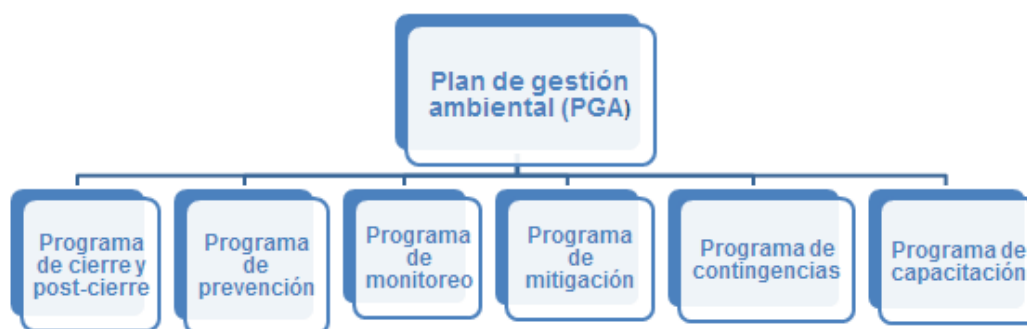 Plan de gestión
ambiental (PGA)
Programa
de cierre y
post-cierre
Programa
de
prevención
Programa
de
monitoreo
Programa
de
mitigación
Programa de
contingencias
Programa de
capacitación